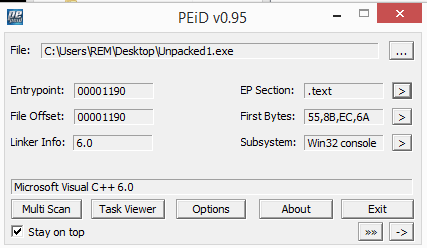 PEiD v0.95
File: C:\Users\REM\Desktop\Unpacked1.exe ...
Entrypoint: 00001190 EP Section: .text >
File Offset: 00001190 First Bytes: 55,8B,EC,6A >
Linker Info: 6.0 Subsystem: Win32 console >
Microsoft Visual C++ 6.0
Multi Scan Task Viewer Options About Exit
Stay on top »» ->